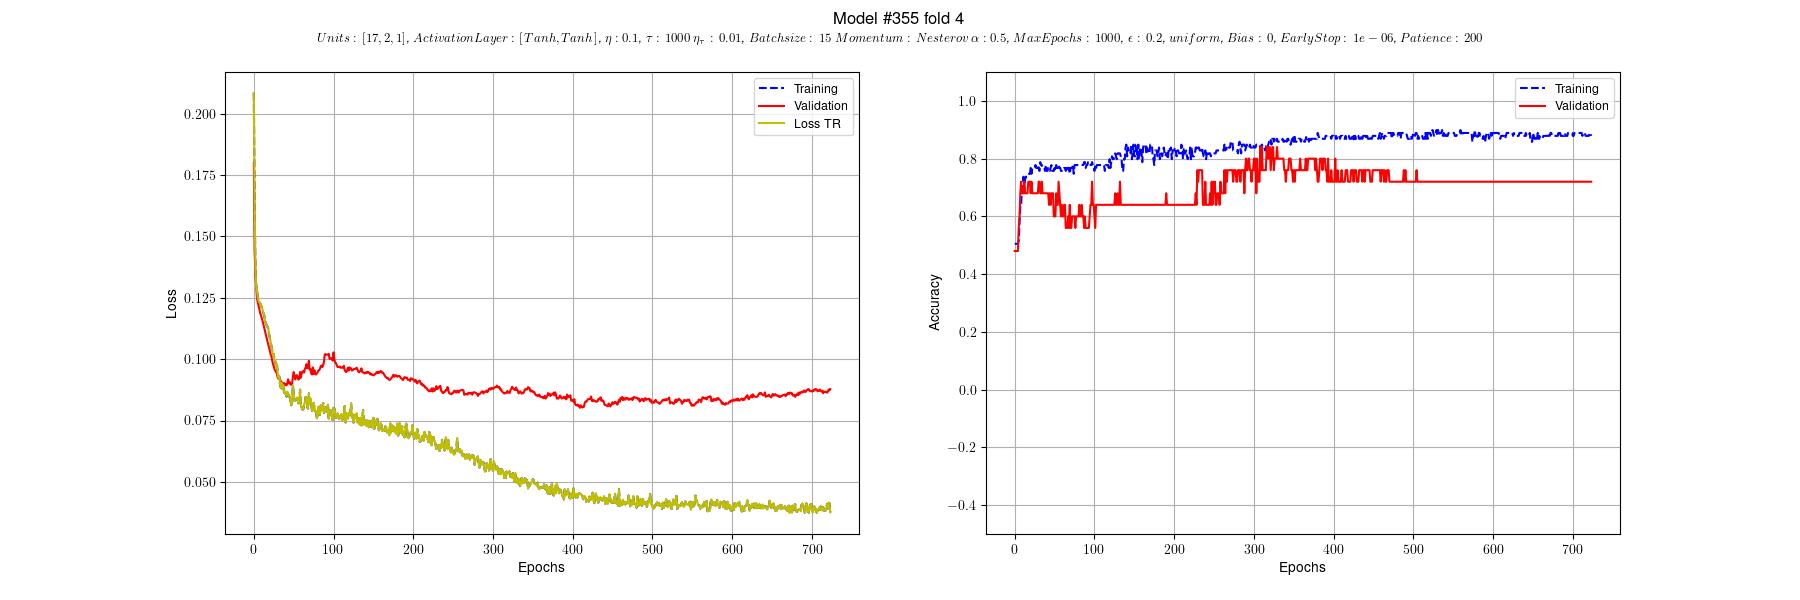 Model #355 fold 4
Units : [17, 2, 1], ActivationLayer : [Tanh, Tanh], η : 0.1, τ : 1000 η_τ : 0.01, Batchsize : 15 Momentum : Nesterov α : 0.5, MaxEpochs : 1000, ϵ : 0.2, uniform, Bias : 0, EarlyStop : 1e − 06, Patience : 200
Training
Validation
Loss TR
0.200
0.175
0.150
0.125
0.100
0.075
0.050
Loss
0 100 200 300 400 500 600 700
Epochs
Training
Validation
1.0
0.8
0.6
0.4
0.2
0.0
−0.2
−0.4
Accuracy
0 100 200 300 400 500 600 700
Epochs